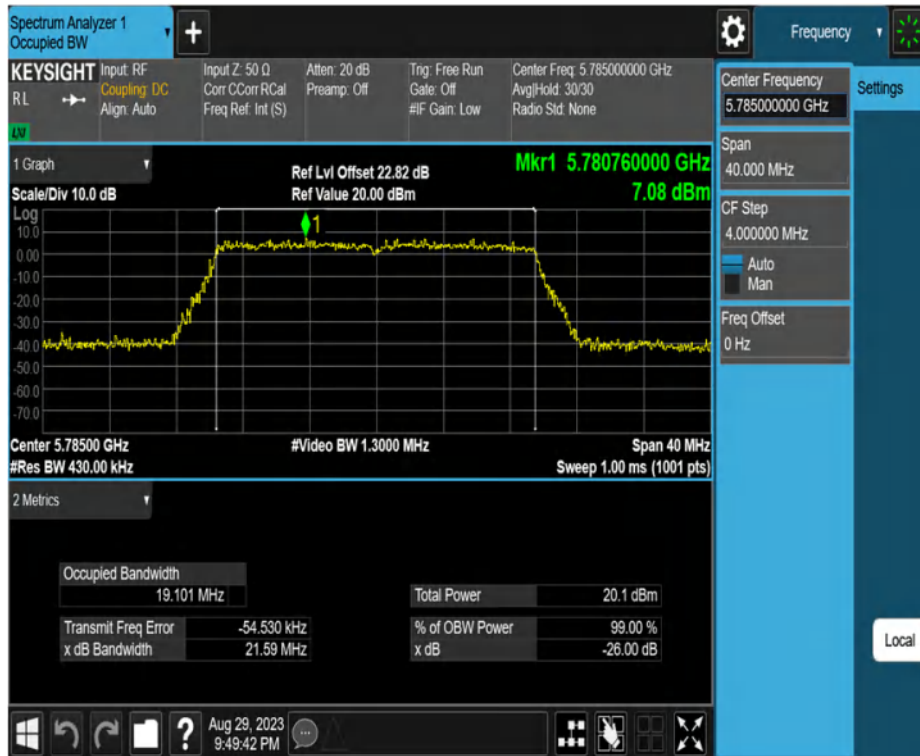 Spectrum Analyzer 1
Occupied BW
+
Frequency
KEYSIGHT
RL
LXI
Input: RF
Coupling: DC
Align: Auto
Input Z: 50 Ω
Corr CCorr RCal
Freq Ref: Int (S)
Atten: 20 dB
Preamp: Off
Trig: Free Run
Gate: Off
#IF Gain: Low
Center Freq: 5.785000000 GHz
Avg|Hold: 30/30
Radio Std: None
Center Frequency
5.785000000 GHz
Settings
Span
40.000 MHz
CF Step
4.000000 MHz
Auto
Man
Freq Offset
0 Hz
1 Graph
Scale/Div 10.0 dB
Ref Lvl Offset 22.82 dB
Ref Value 20.00 dBm
Mkr1 5.780760000 GHz
7.08 dBm
Log
1
10.0
0.00
-10.0
-20.0
-30.0
-40.0
-50.0
-60.0
-70.0
Center 5.78500 GHz
#Video BW 1.3000 MHz
Span 40 MHz
#Res BW 430.00 kHz
Sweep 1.00 ms (1001 pts)
2 Metrics
Occupied Bandwidth
19.101 MHz
Total Power 20.1 dBm
Transmit Freq Error -54.530 kHz
% of OBW Power 99.00 %
x dB Bandwidth 21.59 MHz
x dB -26.00 dB
Local
?
Aug 29, 2023
9:49:42 PM